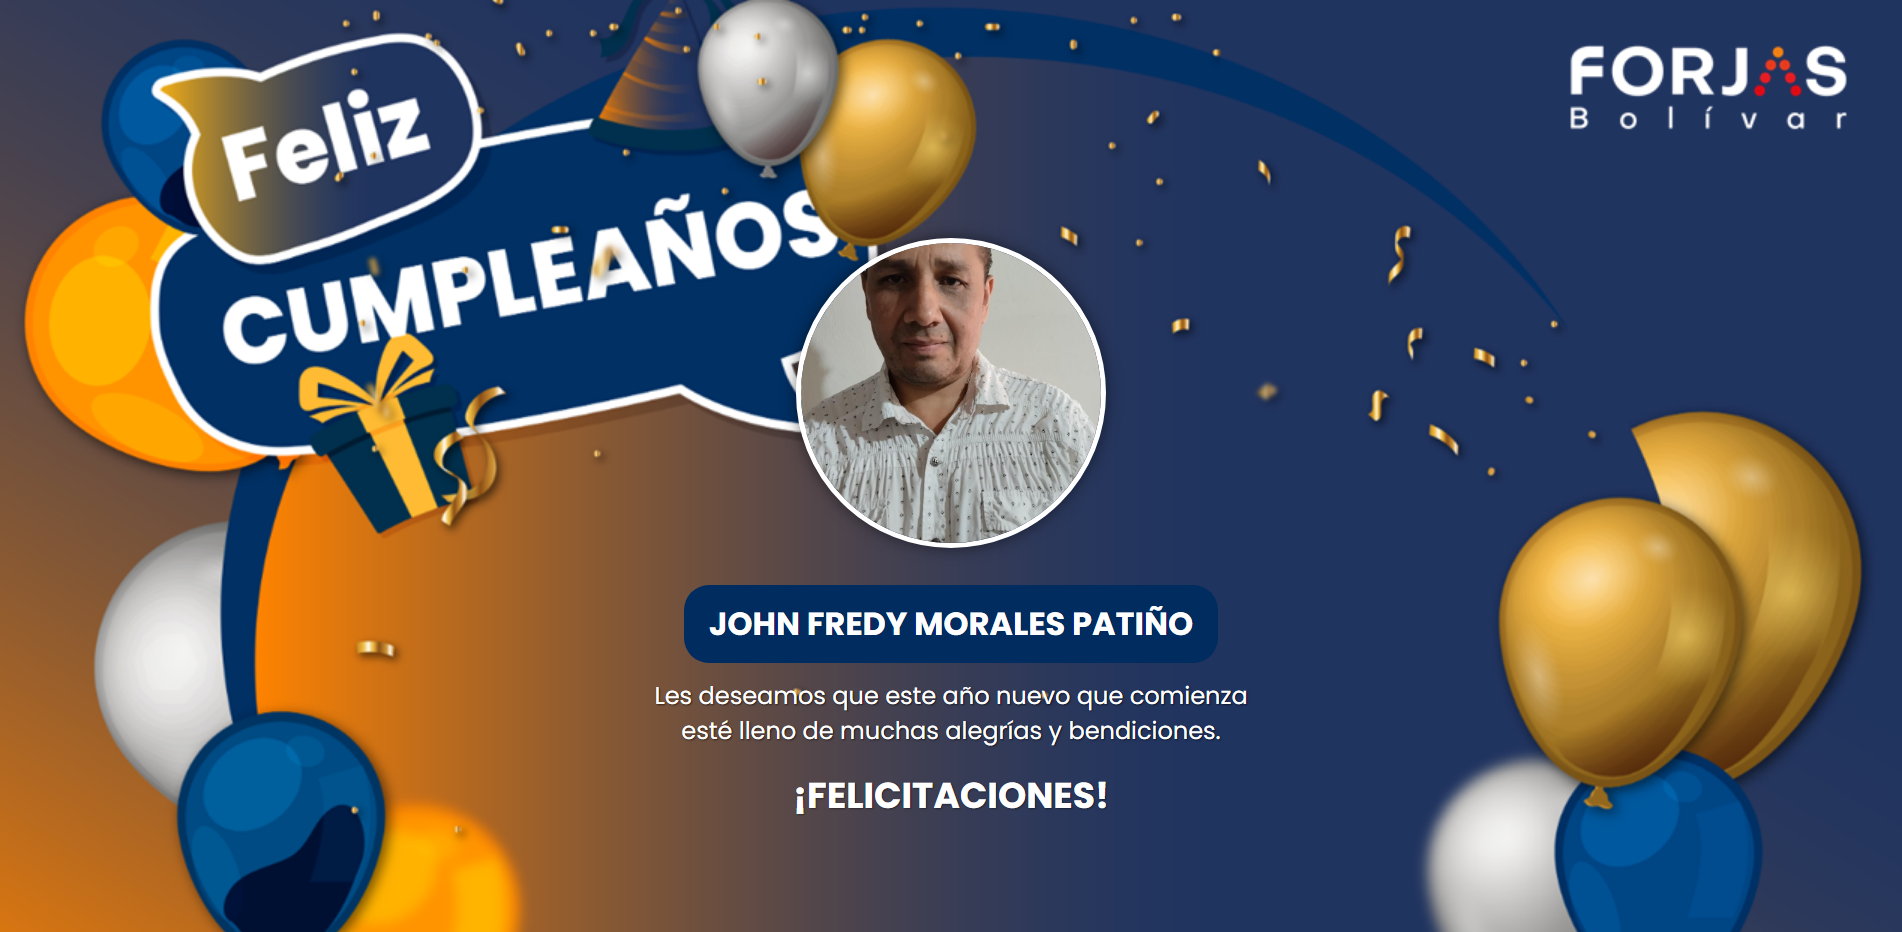 FORJAS
Bolívar
Feliz
CUMPLEAÑOS
JOHN FREDY MORALES PATIÑO
Les deseamos que este año nuevo que comienza
esté lleno de muchas alegrías y bendiciones.
¡FELICITACIONES!